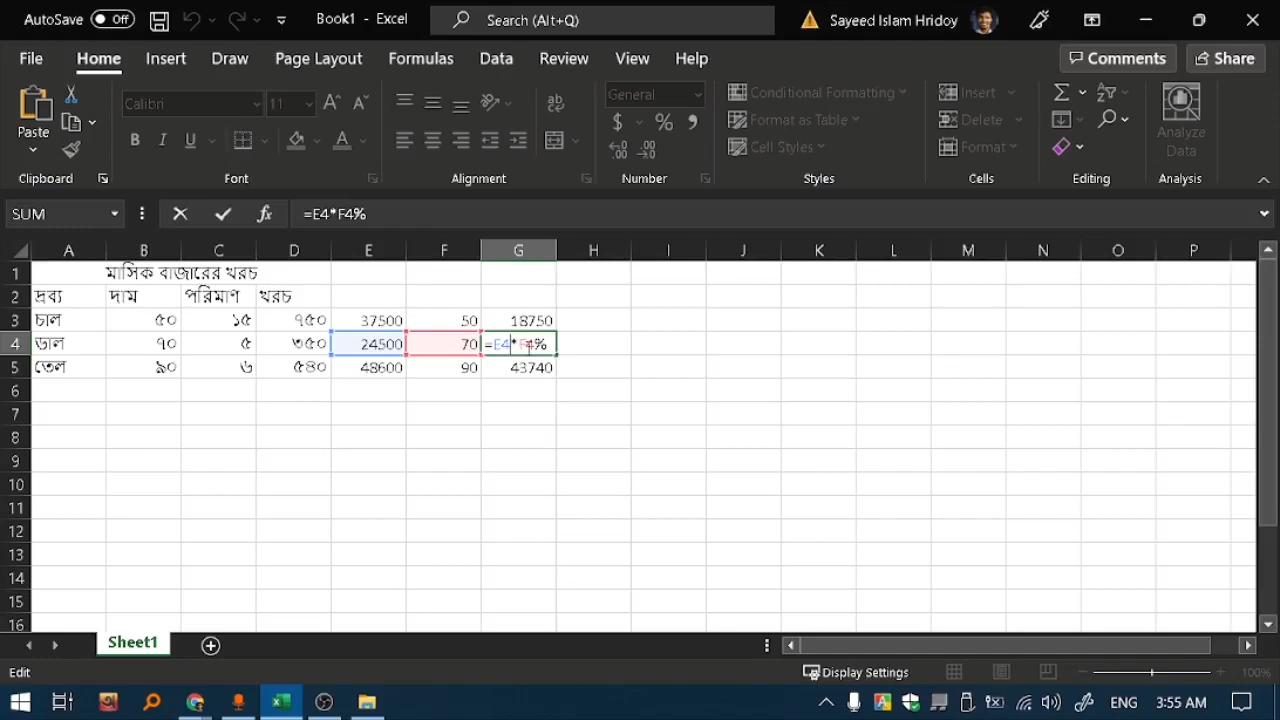 AutoSave Off Book1 - Excel Search (Alt+Q) Sayeed Islam Hridoy
File Home Insert Draw Page Layout Formulas Data Review View Help Comments Share
Calibri 11 General Conditional Formatting Insert
Paste Format as Table Delete Analyze Data
B I U $ % Cell Styles Format
Clipboard Font Alignment Number Styles Cells Editing Analysis
SUM fx =E4*F4%
A B C D E F G H I J K L M N O P
1 মাসিক বাজারের খরচ
2 দ্রব্য দাম পরিমাণ খরচ
3 চাল ৫০ ১৫ ৭৫০ 37500 50 18750
4 ডাল ৭০ ৫ ৩৫০ 24500 70 =E4*F4%
5 তেল ৯০ ৬ ৫৪০ 48600 90 43740
6
7
8
9
10
11
12
13
14
15
16
Sheet1
Edit Display Settings 100%
ENG 3:55 AM